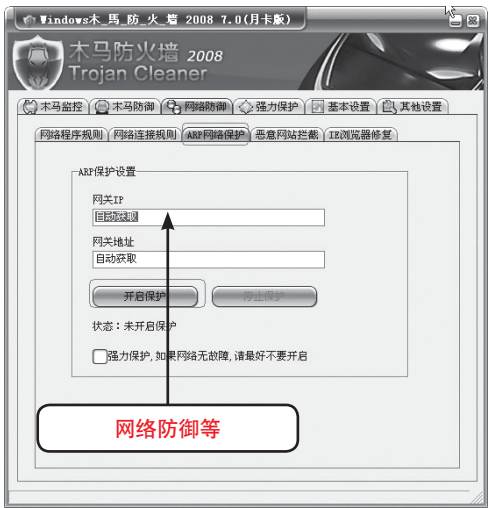 Windows木_馬_防_火_墙 2008 7.0(月卡版)
木马防火墙 2008
Trojan Cleaner
木马监控 木马防御 网络防御 强力保护 基本设置 其他设置
网络程序规则 网络连接规则 ARP网络保护 恶意网站拦截 IE浏览器修复
ARP保护设置
网关IP
自动获取
网关地址
自动获取
开启保护 停止保护
状态：未开启保护
强力保护,如果网络无故障,请最好不要开启
网络防御等